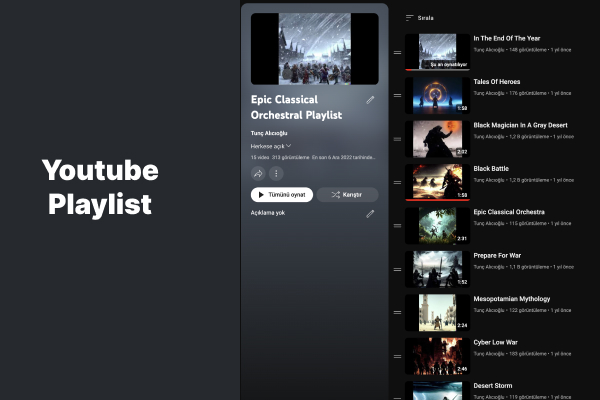 Youtube
Playlist
Epic Classical
Orchestral Playlist
Tunç Alıcıoğlu
Herkese açık
15 video 313 görüntüleme En son 6 Ara 2022 tarihinde...
Tümünü oynat
Karıştır
Açıklama yok
Sırala
In The End Of The Year
Tunç Alıcıoğlu • 148 görüntüleme • 1 yıl önce
Şu an oynatılıyor
Tales Of Heroes
Tunç Alıcıoğlu • 176 görüntüleme • 1 yıl önce
1:58
Black Magician In A Gray Desert
Tunç Alıcıoğlu • 1,2 B görüntüleme • 1 yıl önce
2:02
Black Battle
Tunç Alıcıoğlu • 1,2 B görüntüleme • 1 yıl önce
1:58
Epic Classical Orchestra
Tunç Alıcıoğlu • 115 görüntüleme • 1 yıl önce
2:31
Prepare For War
Tunç Alıcıoğlu • 1,1 B görüntüleme • 1 yıl önce
1:52
Mesopotamian Mythology
Tunç Alıcıoğlu • 122 görüntüleme • 1 yıl önce
2:24
Cyber Low War
Tunç Alıcıoğlu • 183 görüntüleme • 1 yıl önce
2:46
Desert Storm
Tunç Alıcıoğlu • 119 görüntüleme • 1 yıl önce